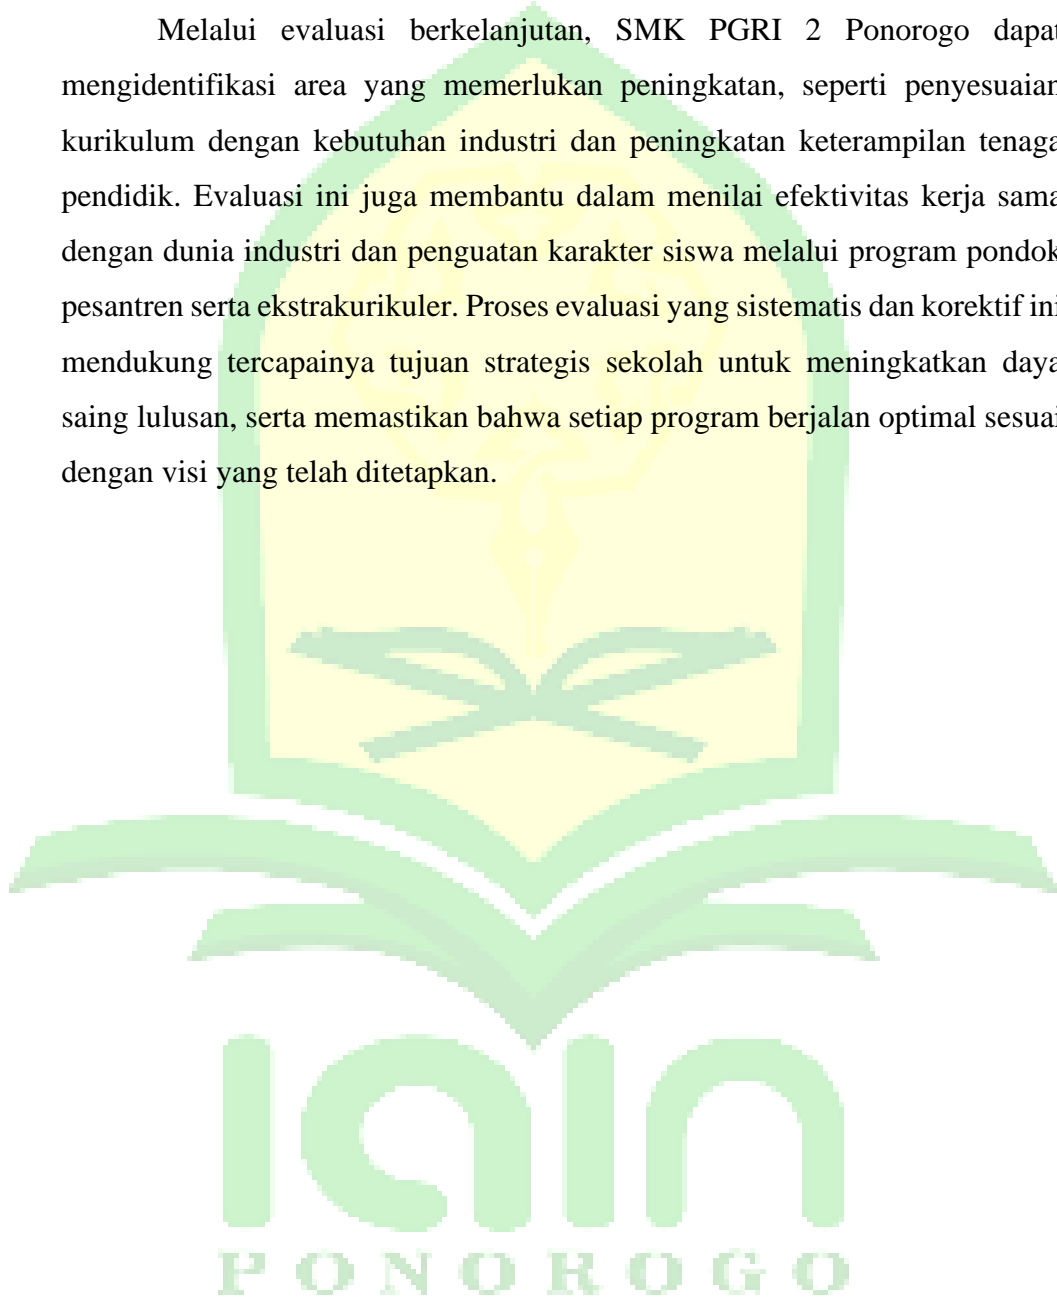 Melalui evaluasi berkelanjutan, SMK PGRI 2 Ponorogo dapat
mengidentifikasi area yang memerlukan peningkatan, seperti penyesuaian
kurikulum dengan kebutuhan industri dan peningkatan keterampilan tenaga
pendidik. Evaluasi ini juga membantu dalam menilai efektivitas kerja sama
dengan dunia industri dan penguatan karakter siswa melalui program pondok
pesantren serta ekstrakurikuler. Proses evaluasi yang sistematis dan korektif ini
mendukung tercapainya tujuan strategis sekolah untuk meningkatkan daya
saing lulusan, serta memastikan bahwa setiap program berjalan optimal sesuai
dengan visi yang telah ditetapkan.
iain
PONOROGO